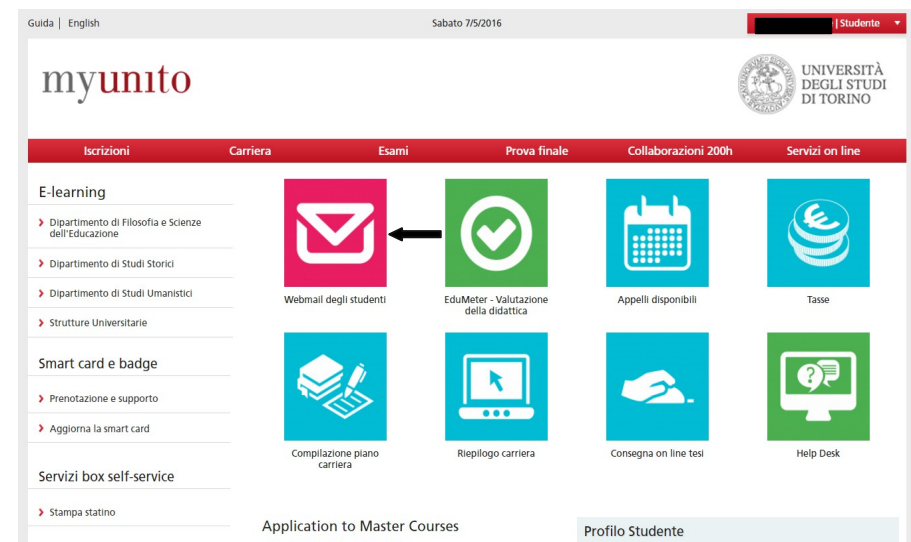 Guida | English
Sabato 7/5/2016
| Studente
myunito
UNIVERSITÀ
DEGLI STUDI
DI TORINO
Iscrizioni
Carriera
Esami
Prova finale
Collaborazioni 200h
Servizi on line
E-learning
Dipartimento di Filosofia e Scienze
dell'Educazione
Dipartimento di Studi Storici
Dipartimento di Studi Umanistici
Strutture Universitarie
Smart card e badge
Prenotazione e supporto
Aggiorna la smart card
Servizi box self-service
Stampa statino
Webmail degli studenti
EduMeter - Valutazione
della didattica
Appelli disponibili
Tasse
Compilazione piano
carriera
Riepilogo carriera
Consegna on line tesi
Help Desk
Application to Master Courses
Profilo Studente